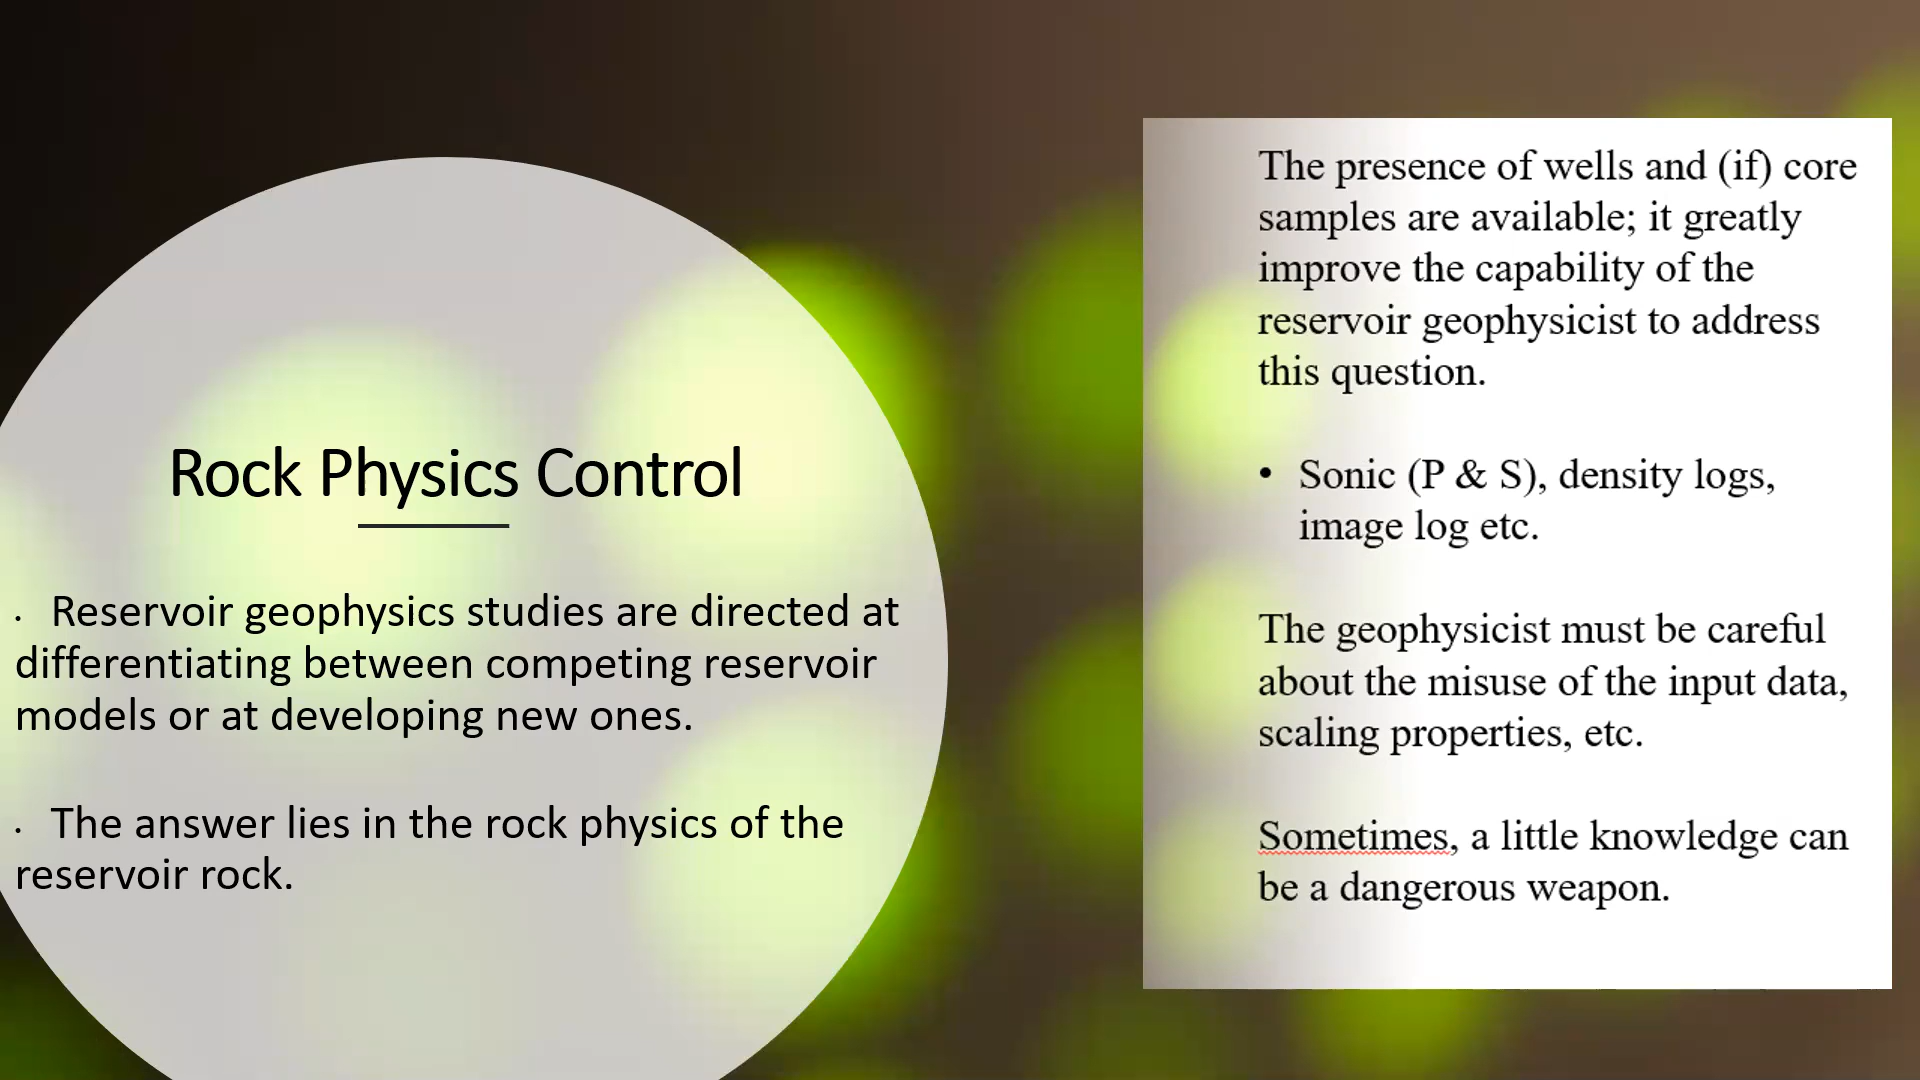 Rock Physics Control
· Reservoir geophysics studies are directed at
differentiating between competing reservoir
models or at developing new ones.
· The answer lies in the rock physics of the
reservoir rock.
The presence of wells and (if) core
samples are available; it greatly
improve the capability of the
reservoir geophysicist to address
this question.
• Sonic (P & S), density logs,
image log etc.
The geophysicist must be careful
about the misuse of the input data,
scaling properties, etc.
Sometimes, a little knowledge can
be a dangerous weapon.